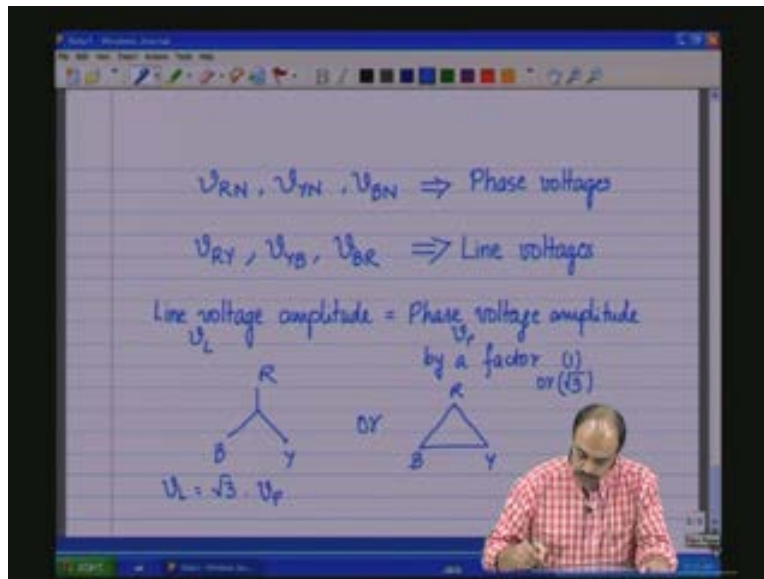 v_RN, v_YN, v_BN ⇒ Phase voltages
v_RY, v_YB, v_BR ⇒ Line voltages
Line voltage amplitude = Phase voltage amplitude
v_L v_P
by a factor (1)
or (√3)
R R
or
B Y B Y
v_L = √3 · v_P